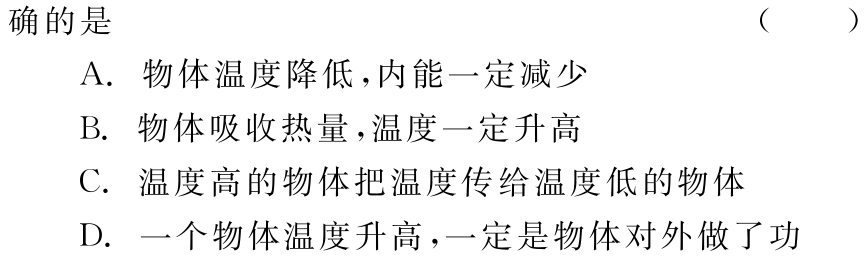 确的是（　　）
A. 物体温度降低,内能一定减少
B. 物体吸收热量,温度一定升高
C. 温度高的物体把温度传给温度低的物体
D. 一个物体温度升高,一定是物体对外做了功